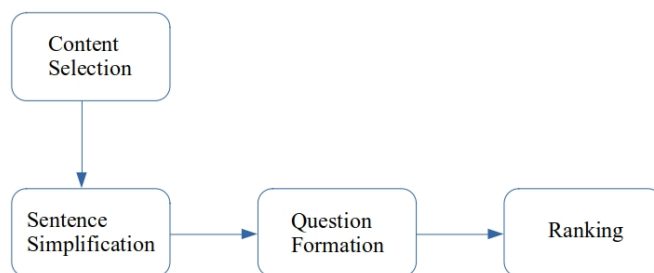 Content
Selection
Sentence
Simplification
Question
Formation
Ranking